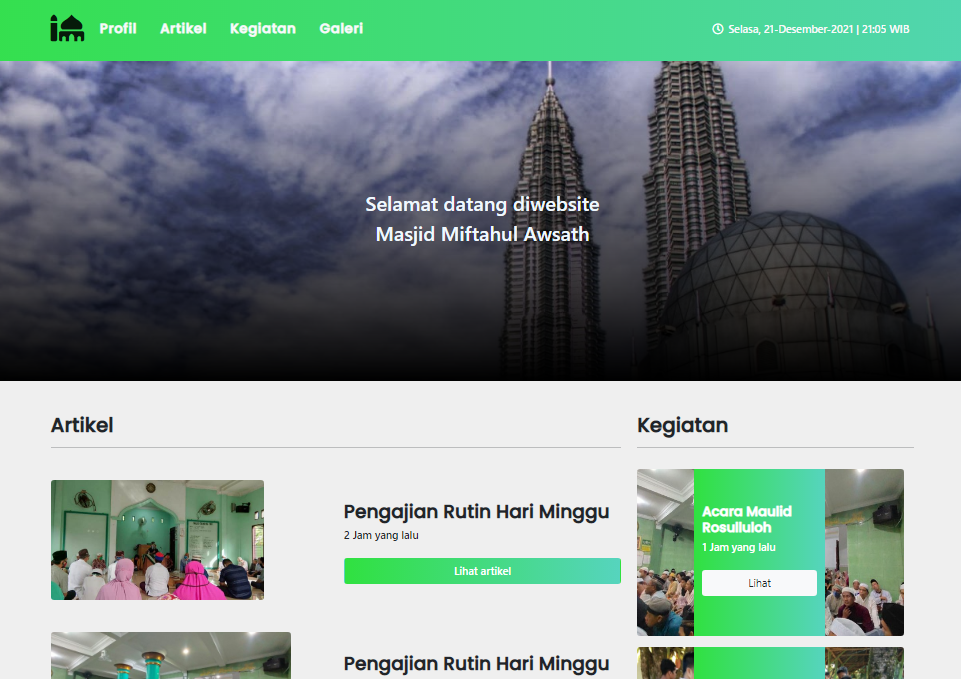 Profil Artikel Kegiatan Galeri Selasa, 21-Desember-2021 | 21:05 WIB
Selamat datang diwebsite
Masjid Miftahul Awsath
Artikel
Pengajian Rutin Hari Minggu
2 Jam yang lalu
Lihat artikel
Pengajian Rutin Hari Minggu
Kegiatan
Acara Maulid
Rosulluloh
1 Jam yang lalu
Lihat